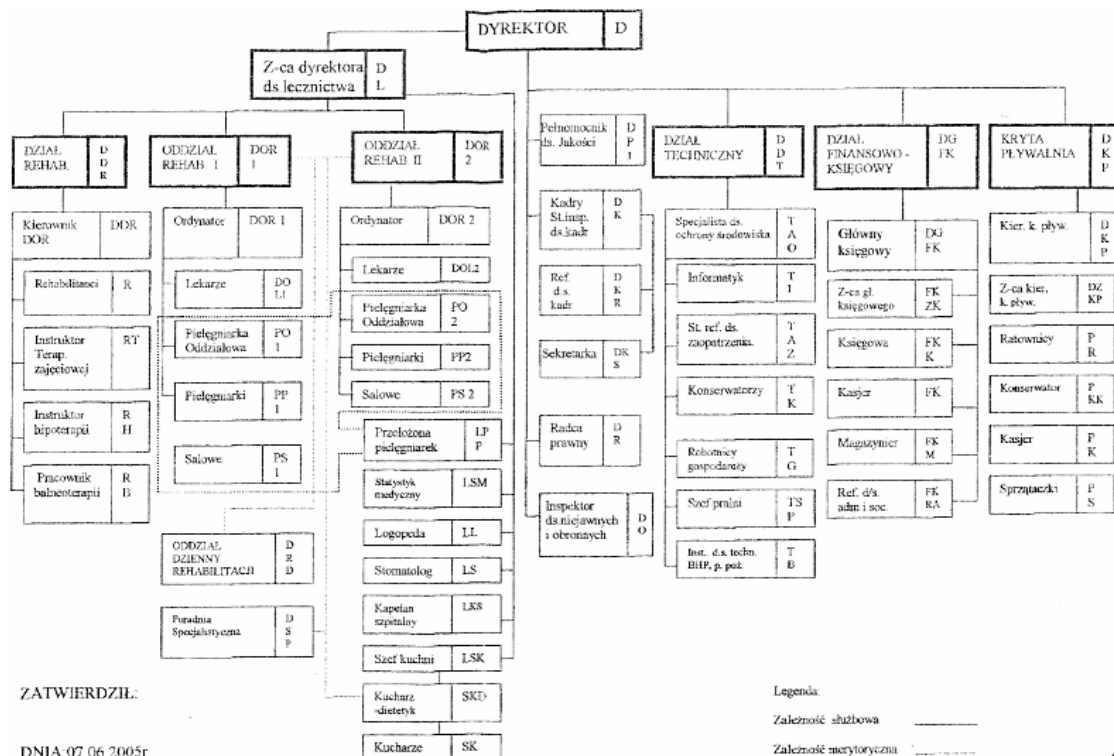 DYREKTOR D
Z-ca dyrektora
ds.lecznictwa
D
L
DZIAŁ
REHAB.
D
D
R
ODDZIAŁ
REHAB. I
DOR
1
ODDZIAŁ
REHAB. II
DOR
2
Kierownik
DOR
DDR
Rehabilitanci R
Instruktor
Terap.
zajęciowej
RT
Instruktor
hipoterapii
R
H
Pracownik
balneoterapii
R
B
Ordynator DOR 1
Lekarze
DO
L1
Pielęgniarka
Oddziałowa
PO
1
Pielęgniarki
PP
1
Salowe
PS
1
ODDZIAŁ
DZIENNY
REHABILITACJI
D
R
D
Poradnia
Specjalistyczna
D
S
P
Ordynator DOR 2
Lekarze DOL2
Pielęgniarka
Oddziałowa
PO
2
Pielęgniarki PP2
Salowe PS 2
Przełożona
pielęgniarek
LP
P
Statystyk
medyczny
LSM
Logopeda LL
Stomatolog LS
Kapelan
szpitalny
LKS
Szef kuchni LSK
Kucharz
-dietetyk
SKD
Kucharze SK
Pełnomocnik
ds. Jakości
D
P
J
Kadry
St.insp.
ds.kadr
D
K
Ref.
d.s.
kadr
D
K
R
Sekretarka
DK
S
Radca
prawny
D
R
Inspektor
ds.niejawnych
i obronnych
D
O
DZIAŁ
TECHNICZNY
D
D
T
Specjalista ds.
ochrony środowiska
T
A
O
Informatyk
T
I
St. ref. ds.
zaopatrzenia.
T
A
Z
Konserwatorzy
T
K
Robotnicy
gospodarczy
T
G
Szef pralni
TS
P
Inst. d.s. techn.
BHP, p. poż.
T
B
DZIAŁ
FINANSOWO -
KSIĘGOWY
DG
FK
Główny
księgowy
DG
FK
Z-ca gł.
księgowego
FK
ZK
Księgowa
FK
K
Kasjer FK
Magazynier
FK
M
Ref. d/s.
adm i soc.
FK
RA
KRYTA
PŁYWALNIA
D
K
P
Kier. k. pływ.
D
K
P
Z-ca kier.
k. pływ.
DZ
KP
Ratownicy
P
R
Konserwator
P
KK
Kasjer
P
K
Sprzątaczki
P
S
ZATWIERDZIŁ:
DNIA:07.06.2005r
Legenda:
Zależność służbowa
Zależność merytoryczna